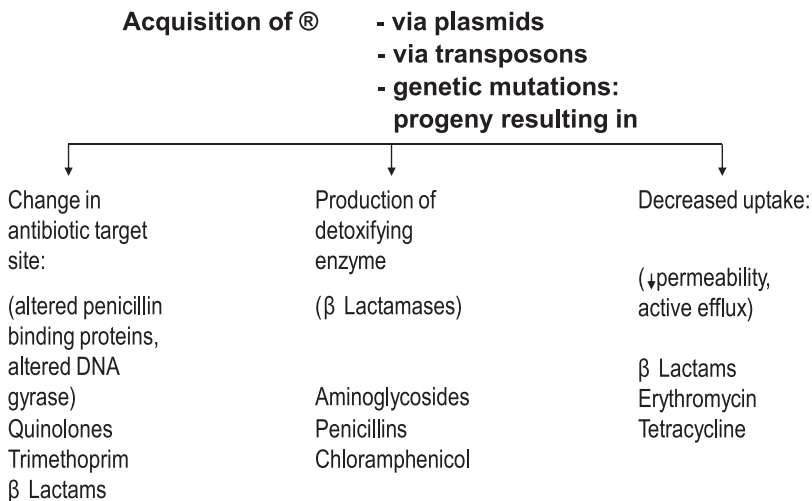 Acquisition of ® - via plasmids
- via transposons
- genetic mutations:
progeny resulting in
Change in
antibiotic target
site:
(altered penicillin
binding proteins,
altered DNA
gyrase)
Quinolones
Trimethoprim
β Lactams
Production of
detoxifying
enzyme
(β Lactamases)
Aminoglycosides
Penicillins
Chloramphenicol
Decreased uptake:
(↓permeability,
active efflux)
β Lactams
Erythromycin
Tetracycline